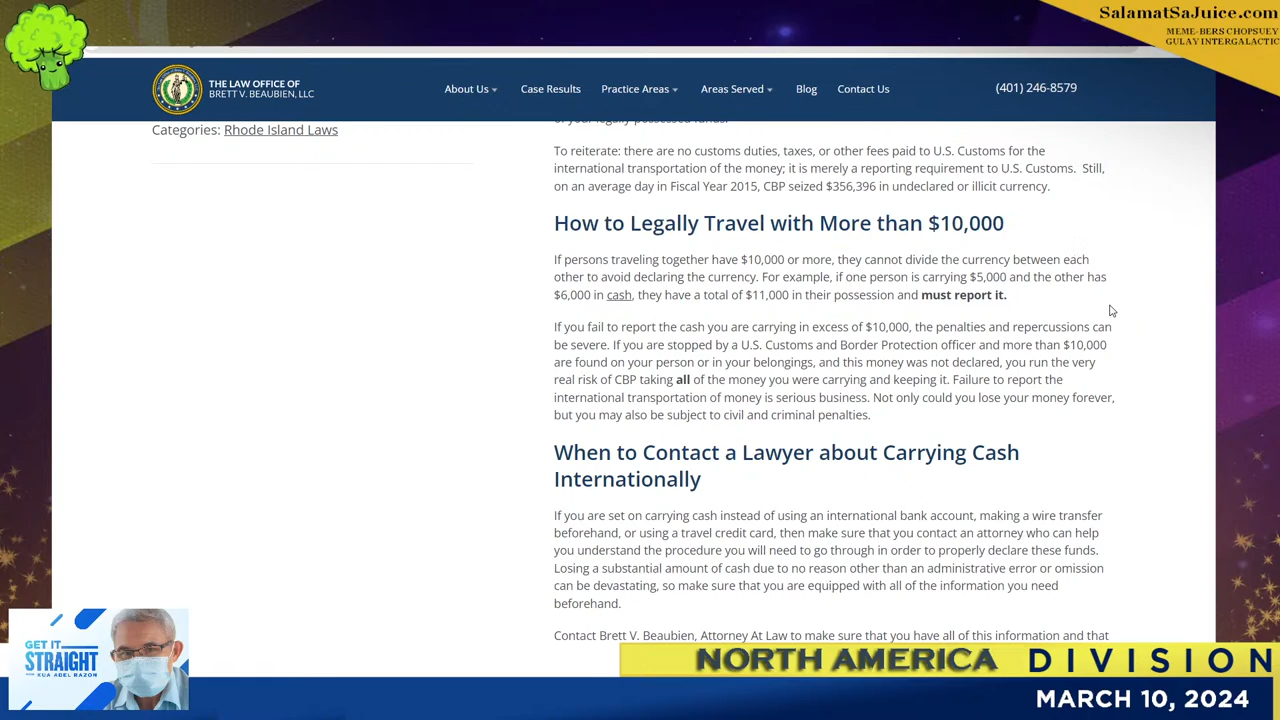 SalamatSaJuice.com
MEME-BERS CHOPSUEY
GULAY INTERGALACTIC
THE LAW OFFICE OF
BRETT V. BEAUBIEN, LLC
About Us
Case Results
Practice Areas
Areas Served
Blog
Contact Us
(401) 246-8579
Categories: Rhode Island Laws
of your legally possessed funds.
To reiterate: there are no customs duties, taxes, or other fees paid to U.S. Customs for the
international transportation of the money; it is merely a reporting requirement to U.S. Customs. Still,
on an average day in Fiscal Year 2015, CBP seized $356,396 in undeclared or illicit currency.
How to Legally Travel with More than $10,000
If persons traveling together have $10,000 or more, they cannot divide the currency between each
other to avoid declaring the currency. For example, if one person is carrying $5,000 and the other has
$6,000 in cash, they have a total of $11,000 in their possession and must report it.
If you fail to report the cash you are carrying in excess of $10,000, the penalties and repercussions can
be severe. If you are stopped by a U.S. Customs and Border Protection officer and more than $10,000
are found on your person or in your belongings, and this money was not declared, you run the very
real risk of CBP taking all of the money you were carrying and keeping it. Failure to report the
international transportation of money is serious business. Not only could you lose your money forever,
but you may also be subject to civil and criminal penalties.
When to Contact a Lawyer about Carrying Cash
Internationally
If you are set on carrying cash instead of using an international bank account, making a wire transfer
beforehand, or using a travel credit card, then make sure that you contact an attorney who can help
you understand the procedure you will need to go through in order to properly declare these funds.
Losing a substantial amount of cash due to no reason other than an administrative error or omission
can be devastating, so make sure that you are equipped with all of the information you need
beforehand.
Contact Brett V. Beaubien, Attorney At Law to make sure that you have all of this information and that
GET IT
STRAIGHT
WITH KUA ADEL RAZON
NORTH AMERICA DIVISION
MARCH 10, 2024